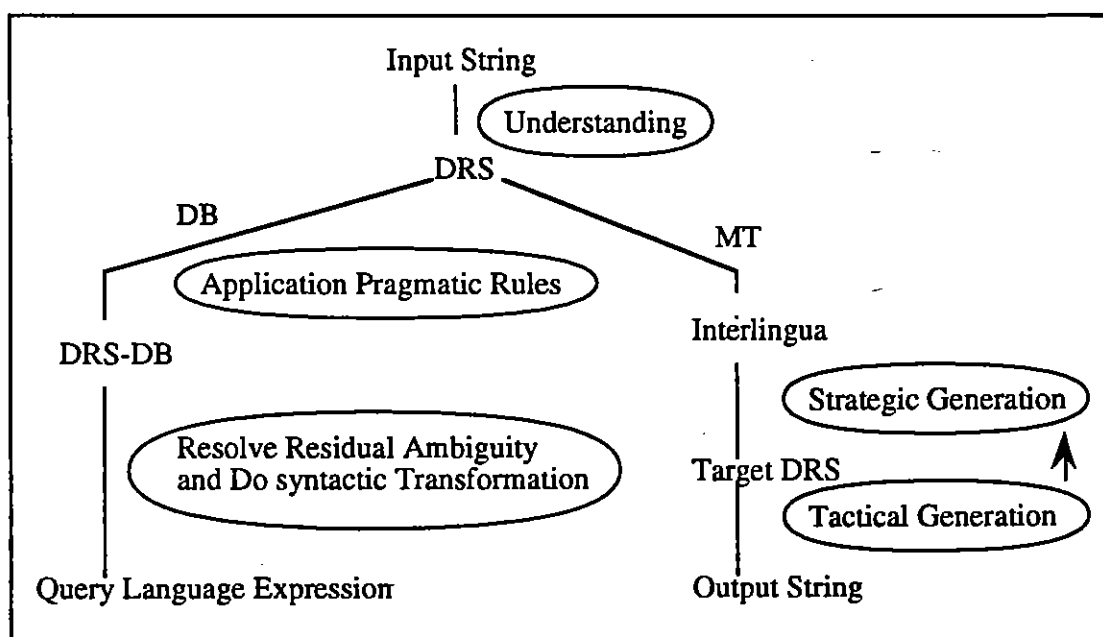 Input String
Understanding
DRS
DB
MT
Application Pragmatic Rules
Interlingua
DRS-DB
Strategic Generation
Resolve Residual Ambiguity
and Do syntactic Transformation
Target DRS
Tactical Generation
Query Language Expression
Output String